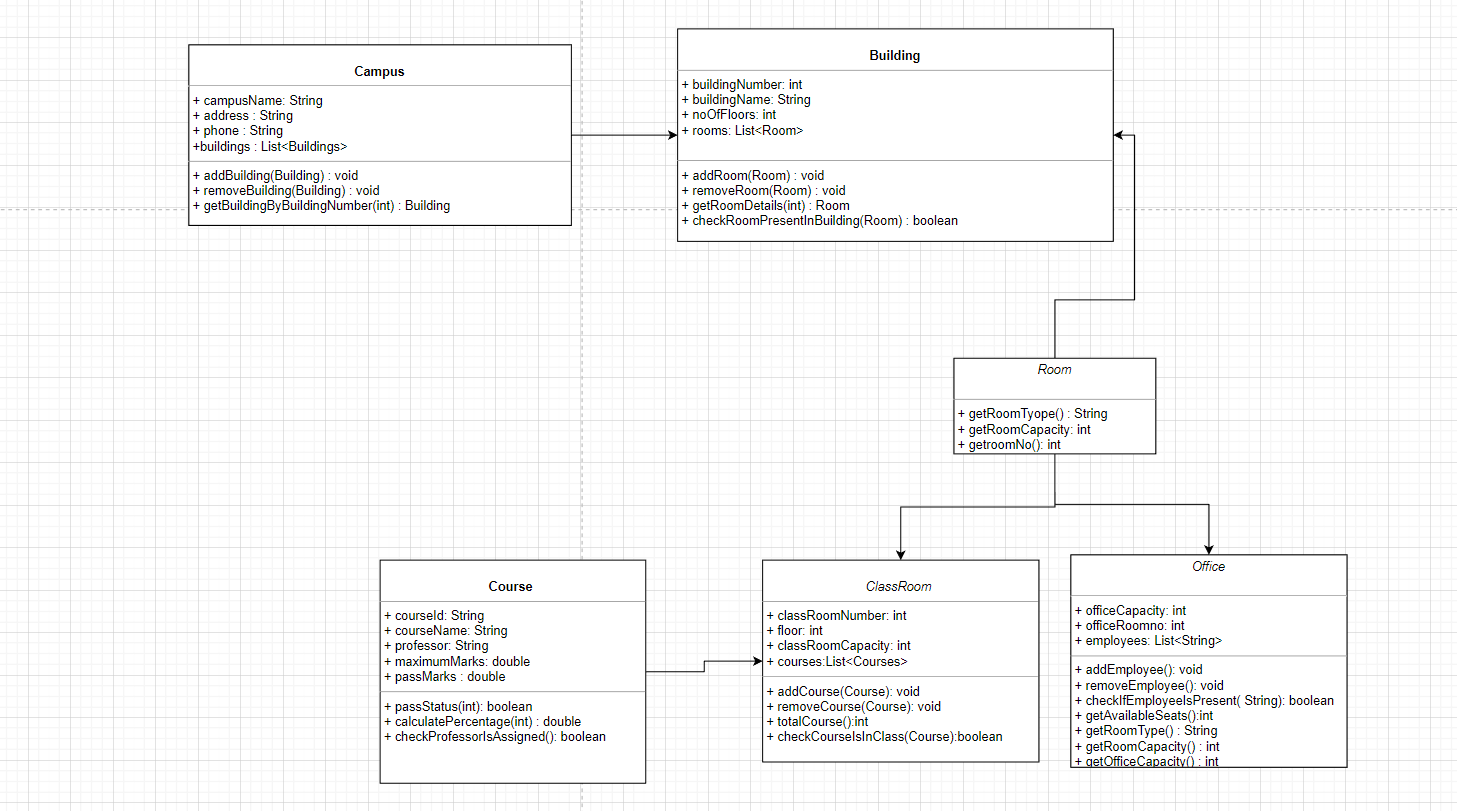 Campus
+ campusName: String
+ address : String
+ phone : String
+buildings : List<Buildings>
+ addBuilding(Building) : void
+ removeBuilding(Building) : void
+ getBuildingByBuildingNumber(int) : Building
Building
+ buildingNumber: int
+ buildingName: String
+ noOfFloors: int
+ rooms: List<Room>
+ addRoom(Room) : void
+ removeRoom(Room) : void
+ getRoomDetails(int) : Room
+ checkRoomPresentInBuilding(Room) : boolean
Room
+ getRoomTyope() : String
+ getRoomCapacity: int
+ getroomNo(): int
Course
+ courseId: String
+ courseName: String
+ professor: String
+ maximumMarks: double
+ passMarks : double
+ passStatus(int): boolean
+ calculatePercentage(int) : double
+ checkProfessorIsAssigned(): boolean
ClassRoom
+ classRoomNumber: int
+ floor: int
+ classRoomCapacity: int
+ courses:List<Courses>
+ addCourse(Course): void
+ removeCourse(Course): void
+ totalCourse():int
+ checkCourseIsInClass(Course):boolean
Office
+ officeCapacity: int
+ officeRoomno: int
+ employees: List<String>
+ addEmployee(): void
+ removeEmployee(): void
+ checkIfEmployeeIsPresent( String): boolean
+ getAvailableSeats():int
+ getRoomType() : String
+ getRoomCapacity() : int
+ getOfficeCapacity() : int